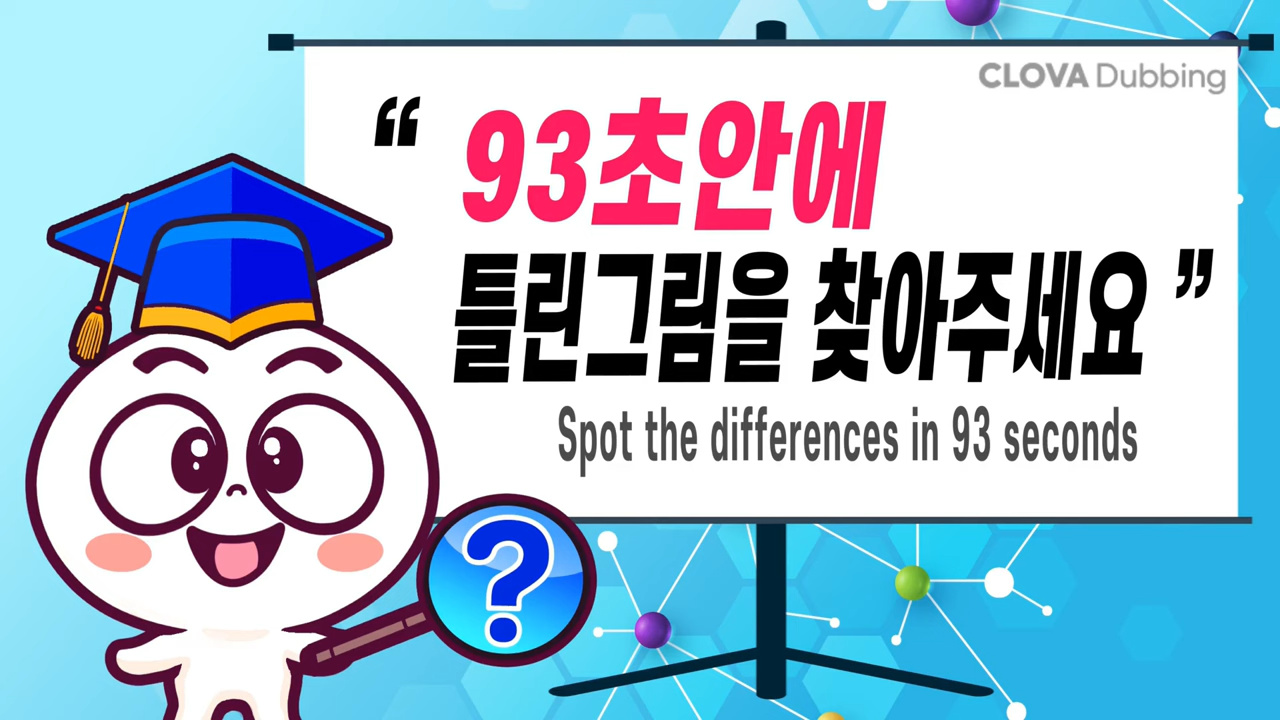 CLOVA Dubbing
“ 93초안에
틀린그림을 찾아주세요 ”
Spot the differences in 93 seconds
?